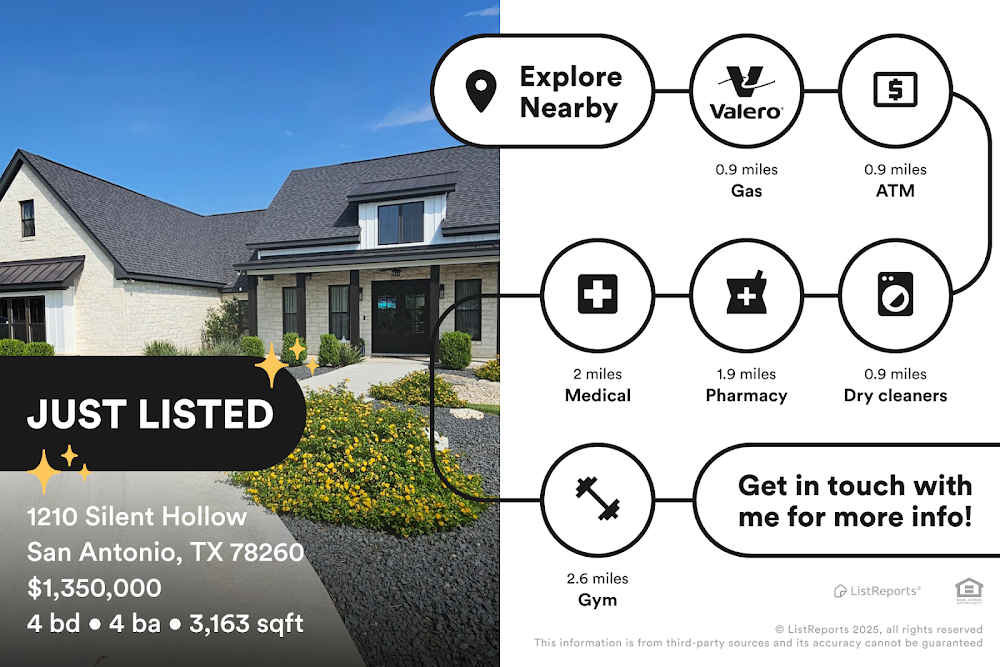 Explore
Nearby
Valero
0.9 miles
Gas
0.9 miles
ATM
2 miles
Medical
1.9 miles
Pharmacy
0.9 miles
Dry cleaners
JUST LISTED
1210 Silent Hollow
San Antonio, TX 78260
$1,350,000
4 bd • 4 ba • 3,163 sqft
2.6 miles
Gym
Get in touch with
me for more info!
ListReports®
© ListReports 2025, all rights reserved
This information is from third-party sources and its accuracy cannot be guaranteed